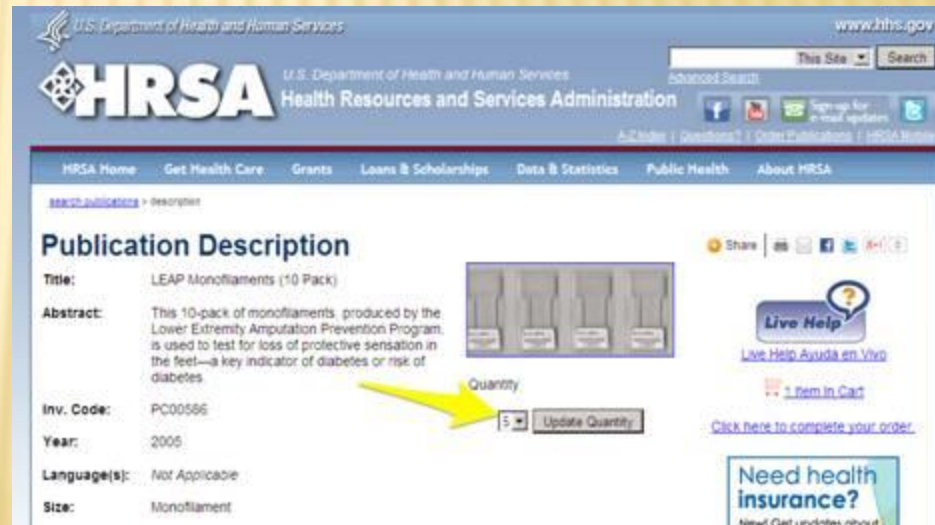 U.S. Department of Health and Human Services
www.hhs.gov
This Site Search
Advanced Search
HRSA
U.S. Department of Health and Human Services
Health Resources and Services Administration
Sign up for
e-mail updates
A-Z Index | Questions? | Order Publications | HRSA Mobile
HRSA Home Get Health Care Grants Loans & Scholarships Data & Statistics Public Health About HRSA
search publications > description
Publication Description
Share
Title: LEAP Monofilaments (10 Pack)
Abstract: This 10-pack of monofilaments, produced by the
Lower Extremity Amputation Prevention Program,
is used to test for loss of protective sensation in
the feet—a key indicator of diabetes or risk of
diabetes.
Inv. Code: PC00586
Year: 2005
Language(s): Not Applicable
Size: Monofilament
Quantity
5 Update Quantity
Live Help
Live Help Ayuda en Vivo
1 Item In Cart
Click here to complete your order.
Need health
insurance?
New! Get updates about